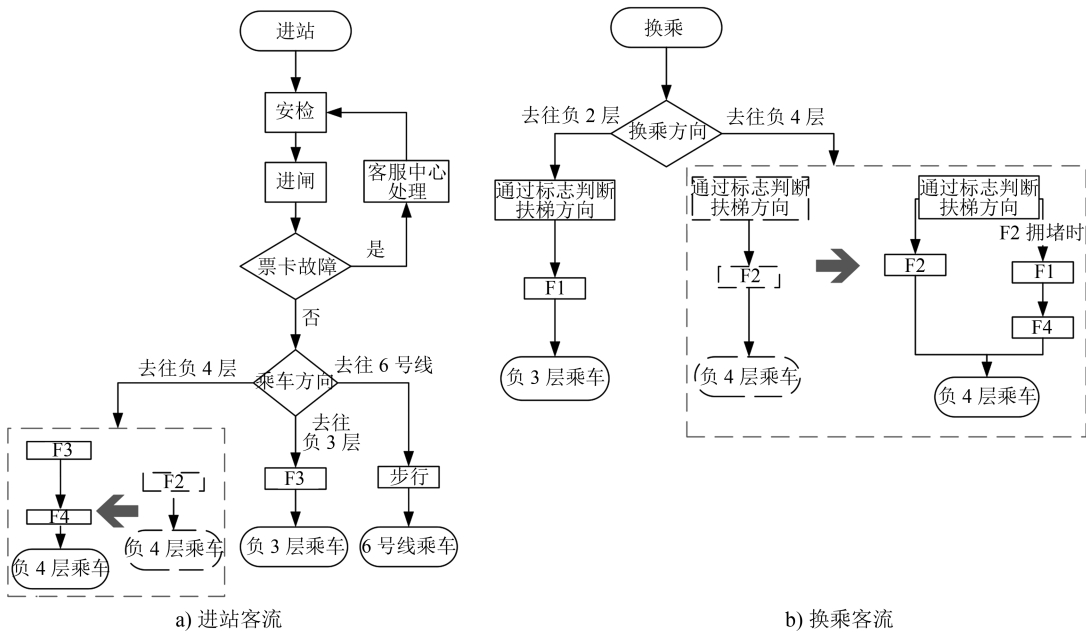 进站
安检
进闸
客服中心
处理
票卡故障
是
否
乘车方向
去往负 4 层
去往 6 号线
去往
负 3 层
F3
F4
负 4 层乘车
F2
负 4 层乘车
F3
负 3 层乘车
步行
6 号线乘车
a) 进站客流
换乘
换乘方向
去往负 2 层
去往负 4 层
通过标志判断
扶梯方向
F1
负 3 层乘车
通过标志判断
扶梯方向
F2
负 4 层乘车
通过标志判断
扶梯方向
F2 拥堵时
F2
F1
F4
负 4 层乘车
b) 换乘客流